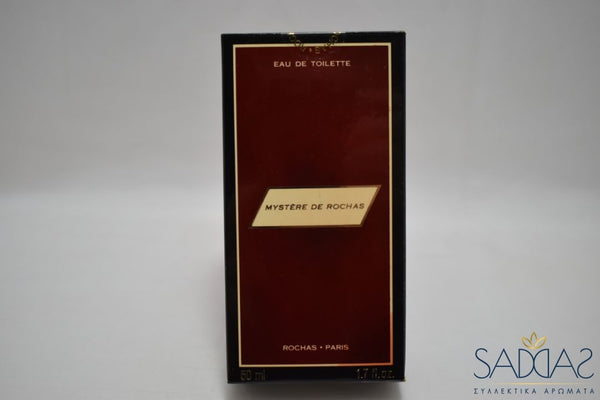 EAU DE TOILETTE
MYSTÈRE DE ROCHAS
ROCHAS • PARIS
50 ml 1.7 fl.oz.
SADDAS
ΣΥΛΛΕΚΤΙΚΑ ΑΡΩΜΑΤΑ